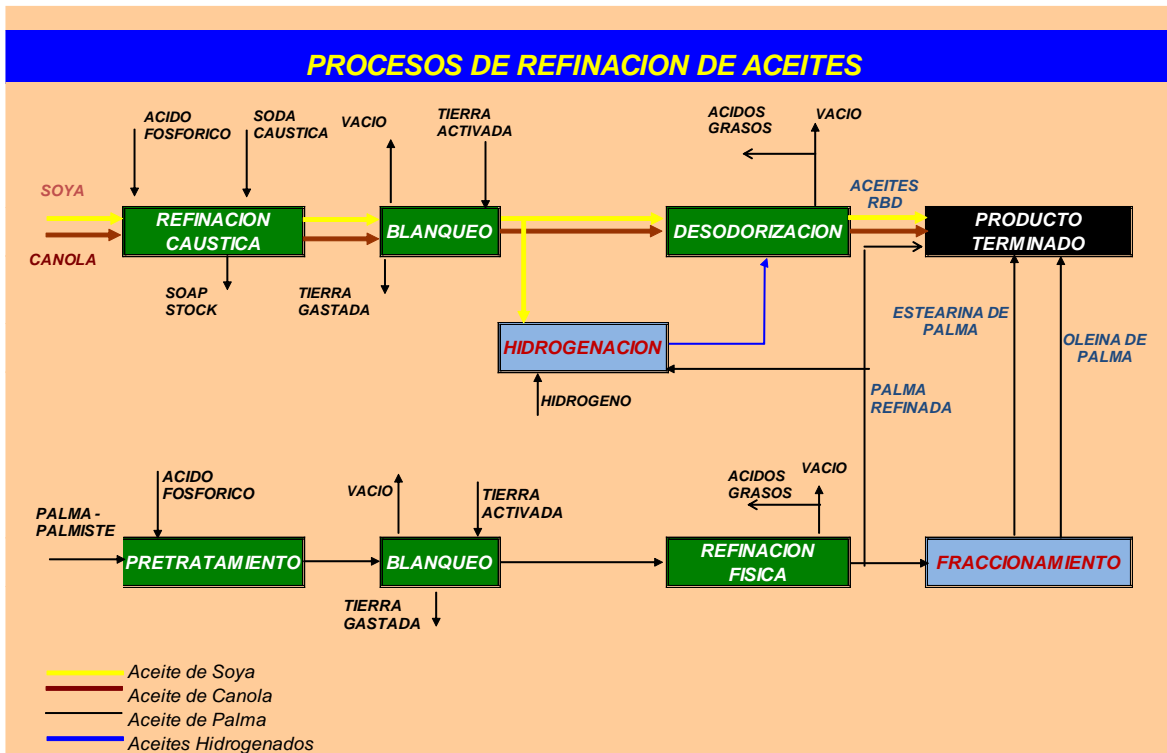 PROCESOS DE REFINACION DE ACEITES
ACIDO
FOSFORICO
SODA
CAUSTICA
VACIO
TIERRA
ACTIVADA
ACIDOS
GRASOS
VACIO
SOYA
CANOLA
REFINACION
CAUSTICA
BLANQUEO
DESODORIZACION
ACEITES
RBD
PRODUCTO
TERMINADO
SOAP
STOCK
TIERRA
GASTADA
HIDROGENACION
HIDROGENO
ESTEARINA DE
PALMA
OLEINA DE
PALMA
PALMA
REFINADA
PALMA -
PALMISTE
ACIDO
FOSFORICO
VACIO
TIERRA
ACTIVADA
ACIDOS
GRASOS
VACIO
PRETRATAMIENTO
BLANQUEO
REFINACION
FISICA
FRACCIONAMIENTO
TIERRA
GASTADA
Aceite de Soya
Aceite de Canola
Aceite de Palma
Aceites Hidrogenados